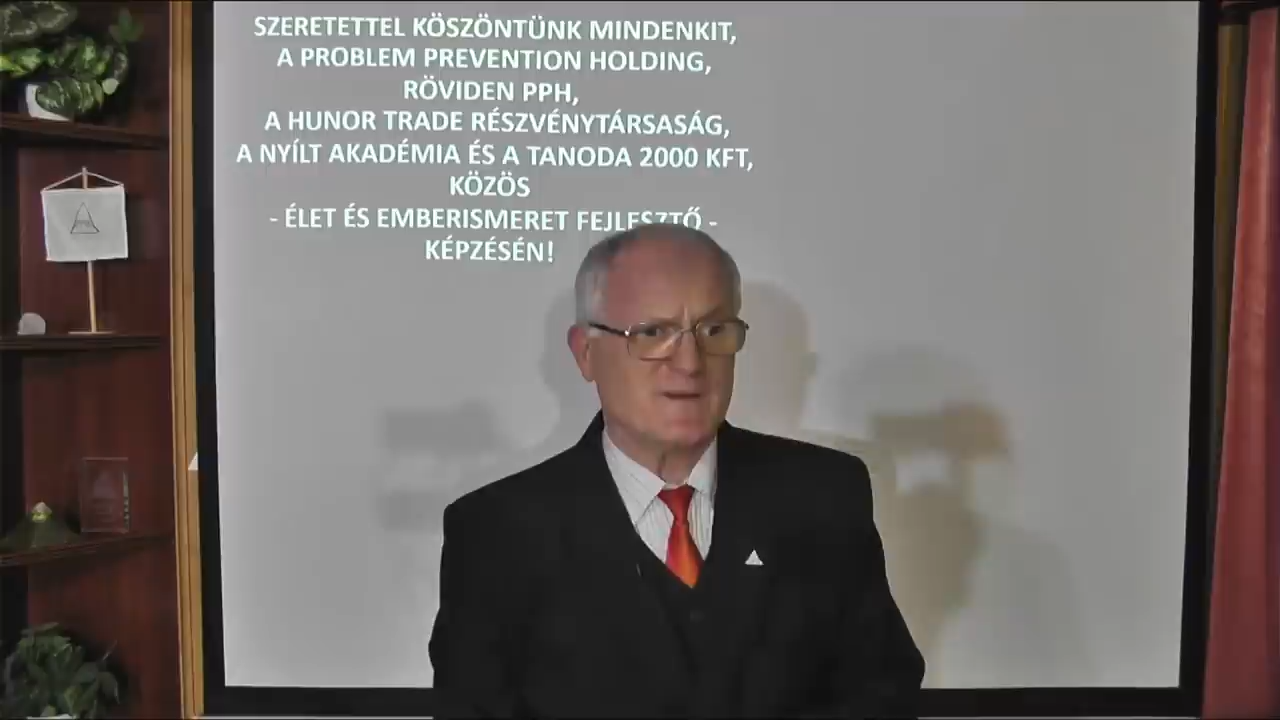 SZERETETTEL KÖSZÖNTÜNK MINDENKIT,
A PROBLEM PREVENTION HOLDING,
RÖVIDEN PPH,
A HUNOR TRADE RÉSZVÉNYTÁRSASÁG,
A NYÍLT AKADÉMIA ÉS A TANODA 2000 KFT,
KÖZÖS
- ÉLET ÉS EMBERISMERET FEJLESZTŐ -
KÉPZÉSÉN!